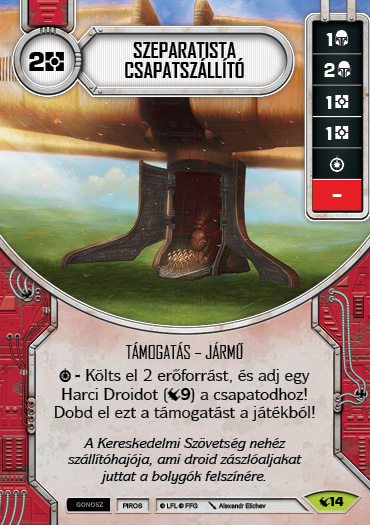 2
SZEPARATISTA
CSAPATSZÁLLÍTÓ
1
2
1
1
-
TÁMOGATÁS – JÁRMŰ
- Költs el 2 erőforrást, és adj egy
Harci Droidot (9) a csapatodhoz!
Dobd el ezt a támogatást a játékból!
A Kereskedelmi Szövetség nehéz
szállítóhajója, ami droid zászlóaljakat
juttat a bolygók felszínére.
GONOSZ PIROS © LFL © FFG Alexandr Elichev 14